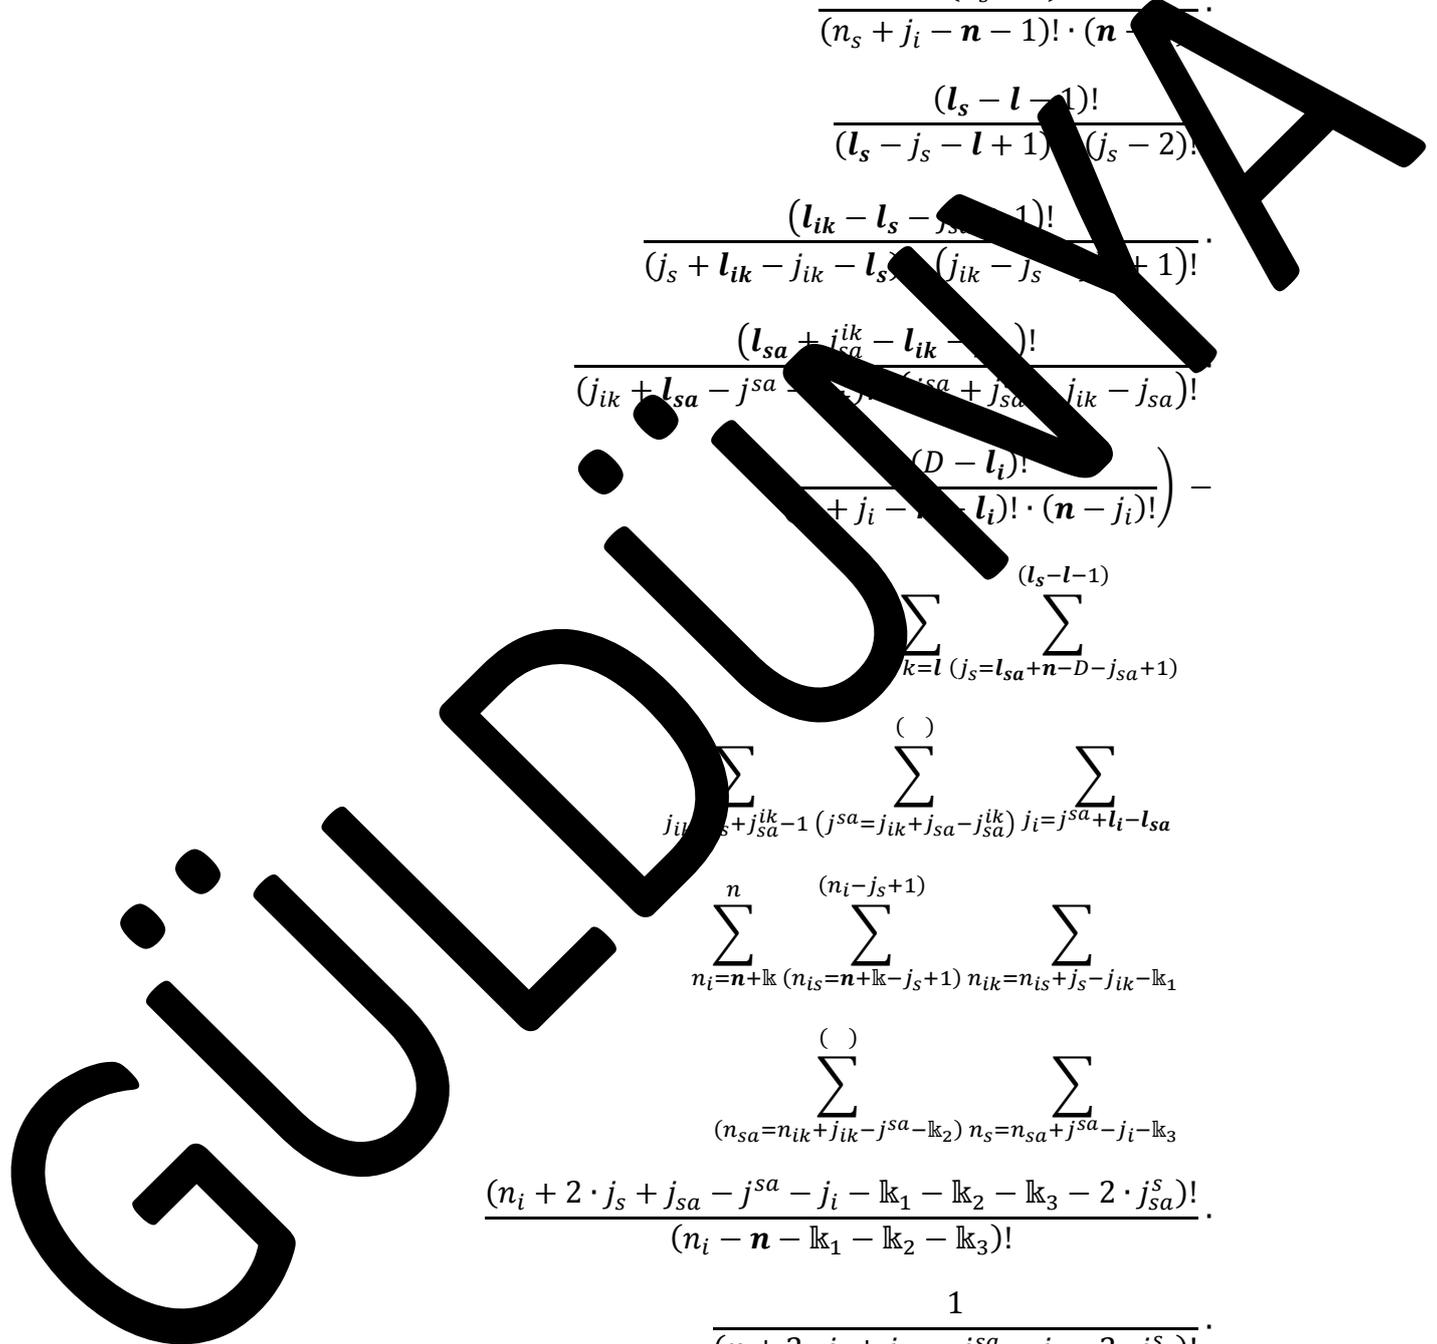 (n_s + j_i − n − 1)! · (n −
(l_s − l − 1)!
(l_s − j_s − l + 1) (j_s − 2)!
(l_ik − l_s − 1)!
(j_s + l_ik − j_ik − l_s) (j_ik − j_s + 1)!
(l_sa + j_sa^ik − l_ik − )!
(j_ik + l_sa − j^sa − j^sa + j_sa j_ik − j_sa)!
(D − l_i)!
+ j_i − − l_i)! · (n − j_i)! ) −
(l_s−l−1)
∑ ∑
k=l (j_s=l_sa+n−D−j_sa+1)
( )
∑ ∑ ∑
+j_sa^ik−1 (j^sa=j_ik+j_sa−j_sa^ik) j_i=j^sa+l_i−l_sa
n (n_i−j_s+1)
∑ ∑ ∑
n_i=n+𝕜 (n_is=n+𝕜−j_s+1) n_ik=n_is+j_s−j_ik−𝕜_1
( )
∑ ∑
(n_sa=n_ik+j_ik−j^sa−𝕜_2) n_s=n_sa+j^sa−j_i−𝕜_3
(n_i + 2 · j_s + j_sa − j^sa − j_i − 𝕜_1 − 𝕜_2 − 𝕜_3 − 2 · j_sa^s)! ·
(n_i − n − 𝕜_1 − 𝕜_2 − 𝕜_3)!
1 ·
GÜLDÜNYA